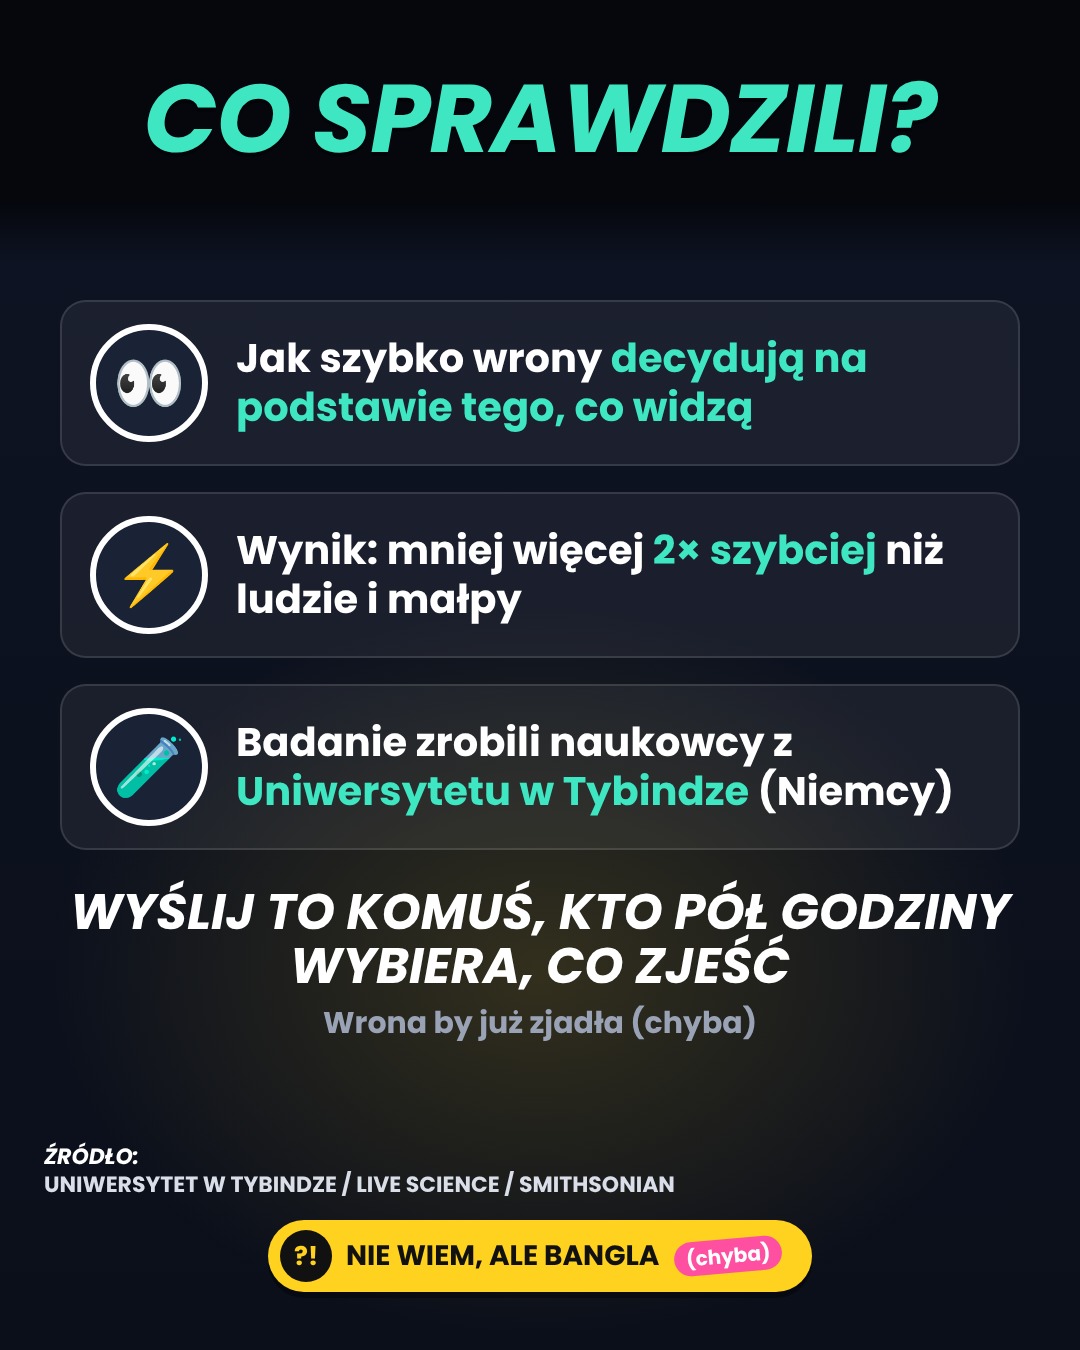 CO SPRAWDZILI?
Jak szybko wrony decydują na
podstawie tego, co widzą
Wynik: mniej więcej 2× szybciej niż
ludzie i małpy
Badanie zrobili naukowcy z
Uniwersytetu w Tybindze (Niemcy)
WYŚLIJ TO KOMUŚ, KTO PÓŁ GODZINY
WYBIERA, CO ZJEŚĆ
Wrona by już zjadła (chyba)
ŹRÓDŁO:
UNIWERSYTET W TYBINDZE / LIVE SCIENCE / SMITHSONIAN
?! NIE WIEM, ALE BANGLA (chyba)